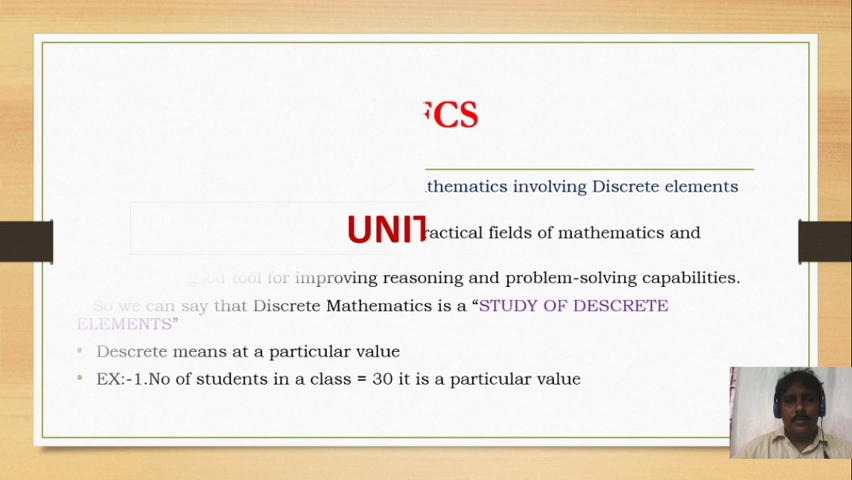 FCS
thematics involving Discrete elements
UNIT
ractical fields of mathematics and
good tool for improving reasoning and problem-solving capabilities.
So we can say that Discrete Mathematics is a “STUDY OF DESCRETE
ELEMENTS”
• Descrete means at a particular value
• EX:-1.No of students in a class = 30 it is a particular value